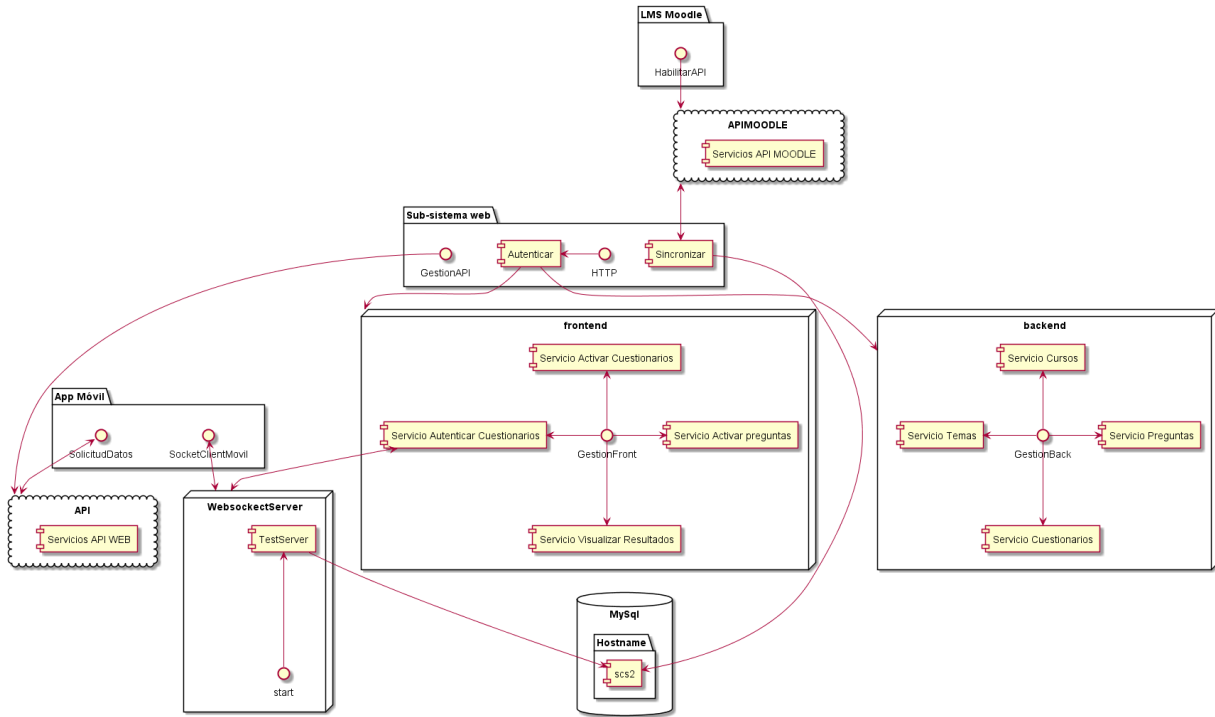 LMS Moodle
HabilitarAPI
APIMOODLE
Servicios API MOODLE
Sub-sistema web
GestionAPI
Autenticar
HTTP
Sincronizar
frontend
Servicio Activar Cuestionarios
Servicio Autenticar Cuestionarios
GestionFront
Servicio Activar preguntas
Servicio Visualizar Resultados
backend
Servicio Cursos
Servicio Temas
GestionBack
Servicio Preguntas
Servicio Cuestionarios
App Móvil
SolicitudDatos
SocketClientMovil
API
Servicios API WEB
WebsockectServer
TestServer
start
MySql
Hostname
scs2